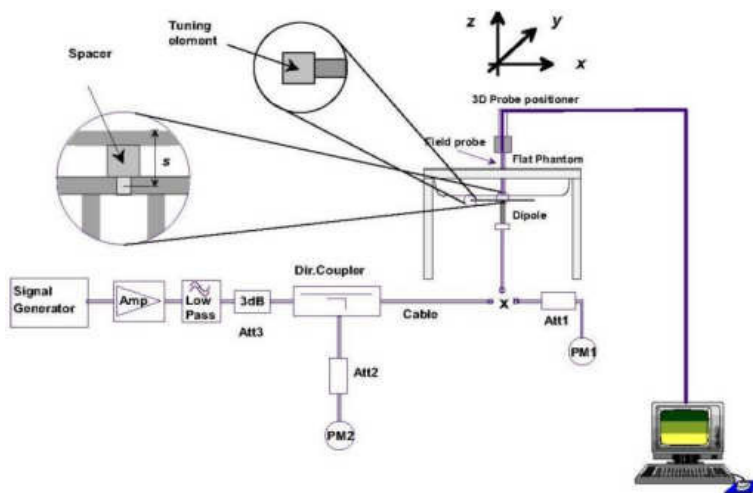 Tuning
element
Spacer
s
z
y
x
3D Probe positioner
Field probe
Flat Phantom
Dipole
Signal
Generator
Amp
Low
Pass
3dB
Att3
Dir.Coupler
Cable
x
Att1
PM1
Att2
PM2